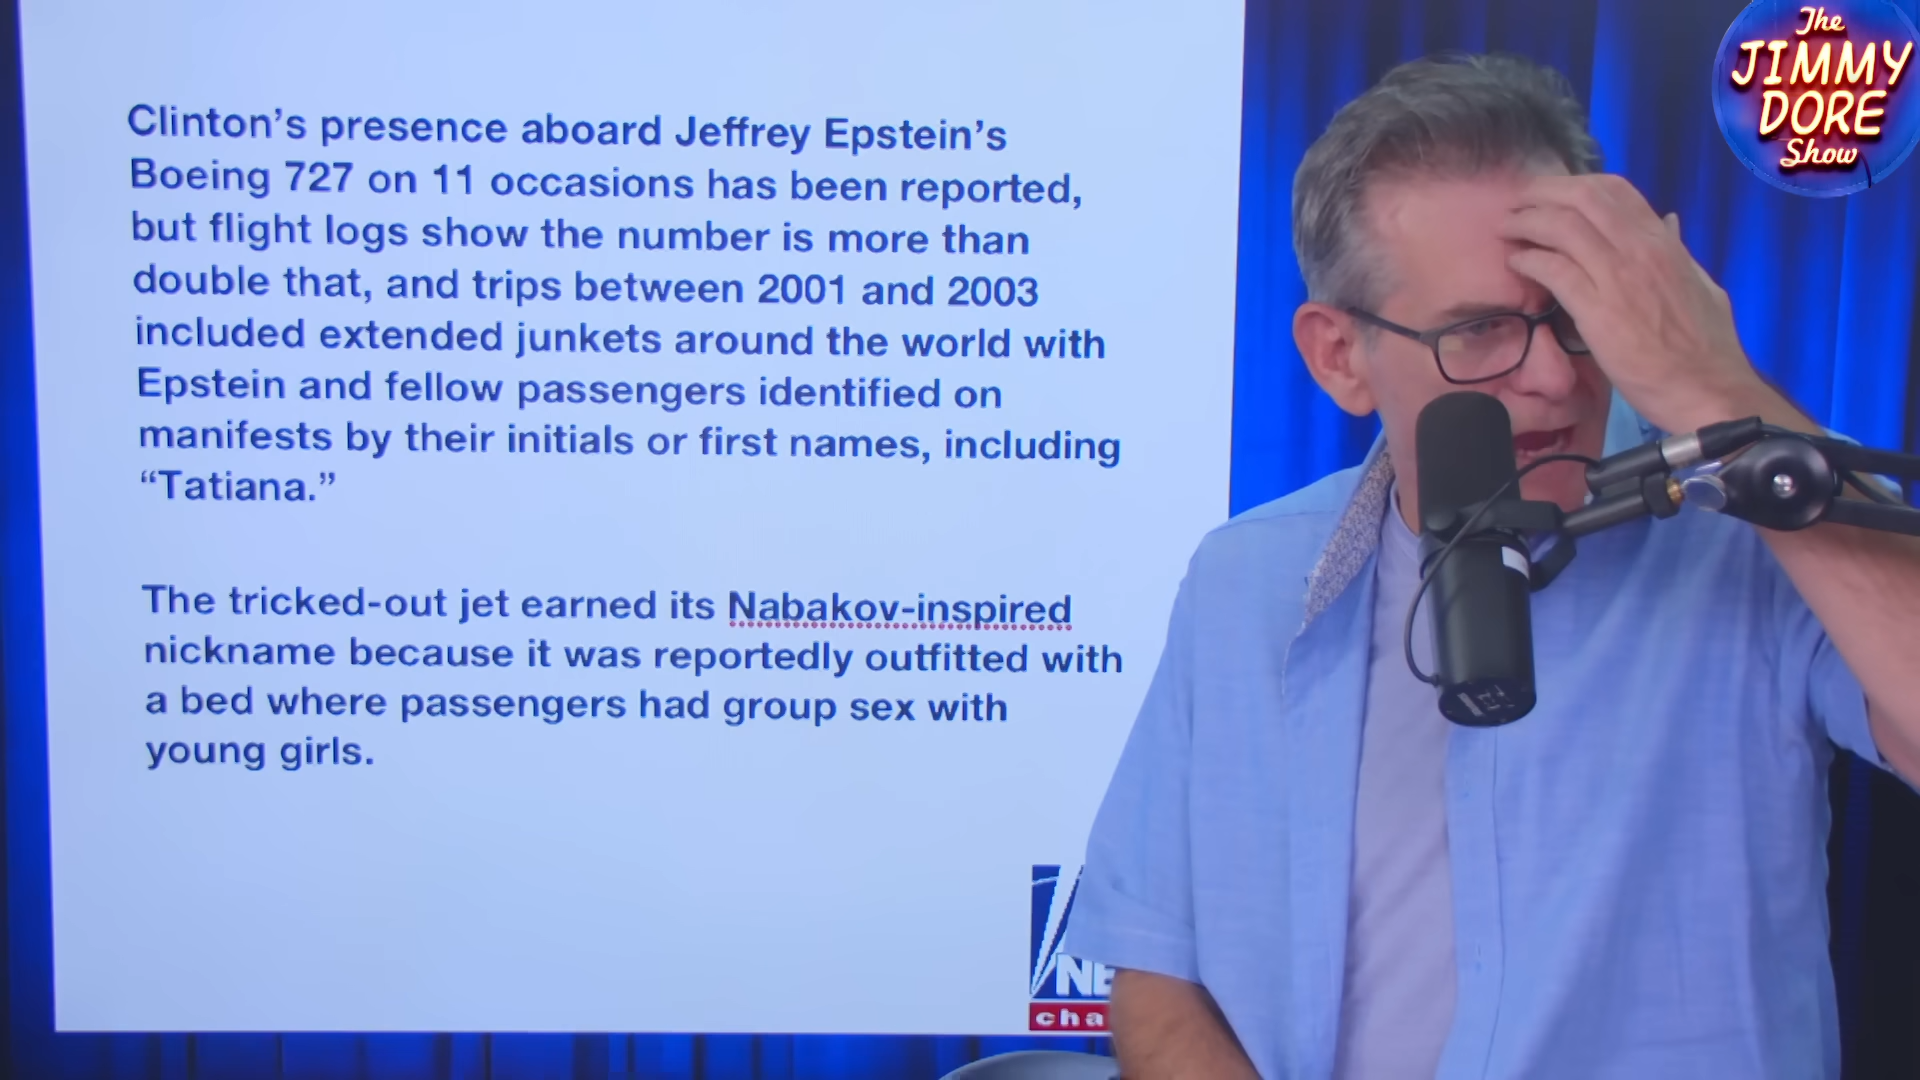 Clinton's presence aboard Jeffrey Epstein's
Boeing 727 on 11 occasions has been reported,
but flight logs show the number is more than
double that, and trips between 2001 and 2003
included extended junkets around the world with
Epstein and fellow passengers identified on
manifests by their initials or first names, including
“Tatiana.”
The tricked-out jet earned its Nabakov-inspired
nickname because it was reportedly outfitted with
a bed where passengers had group sex with
young girls.
The
JIMMY
DORE
Show